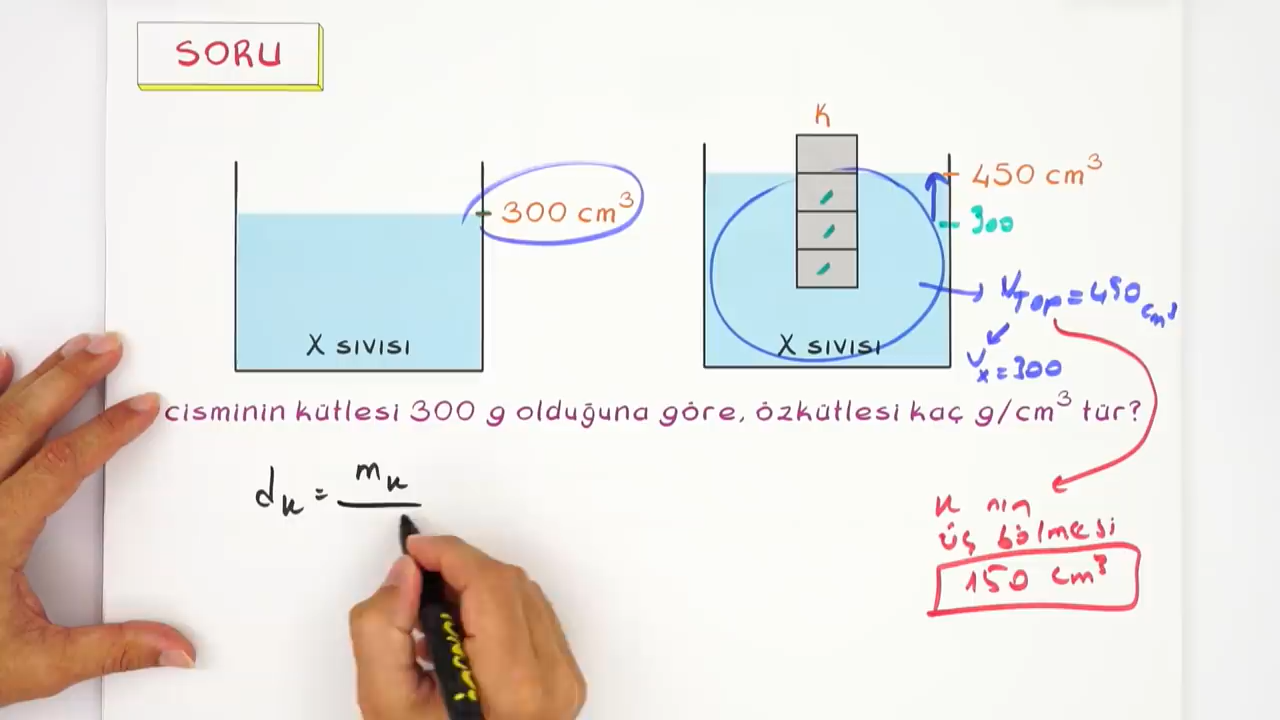 SORU
K
300 cm³
450 cm³
300
V_TOP = 450 cm³
V_x = 300
X SIVISI
X SIVISI
cisminin kütlesi 300 g olduğuna göre, özkütlesi kaç g/cm³ tür?
d_K = m_K
K nın
üç bölmesi
150 cm³